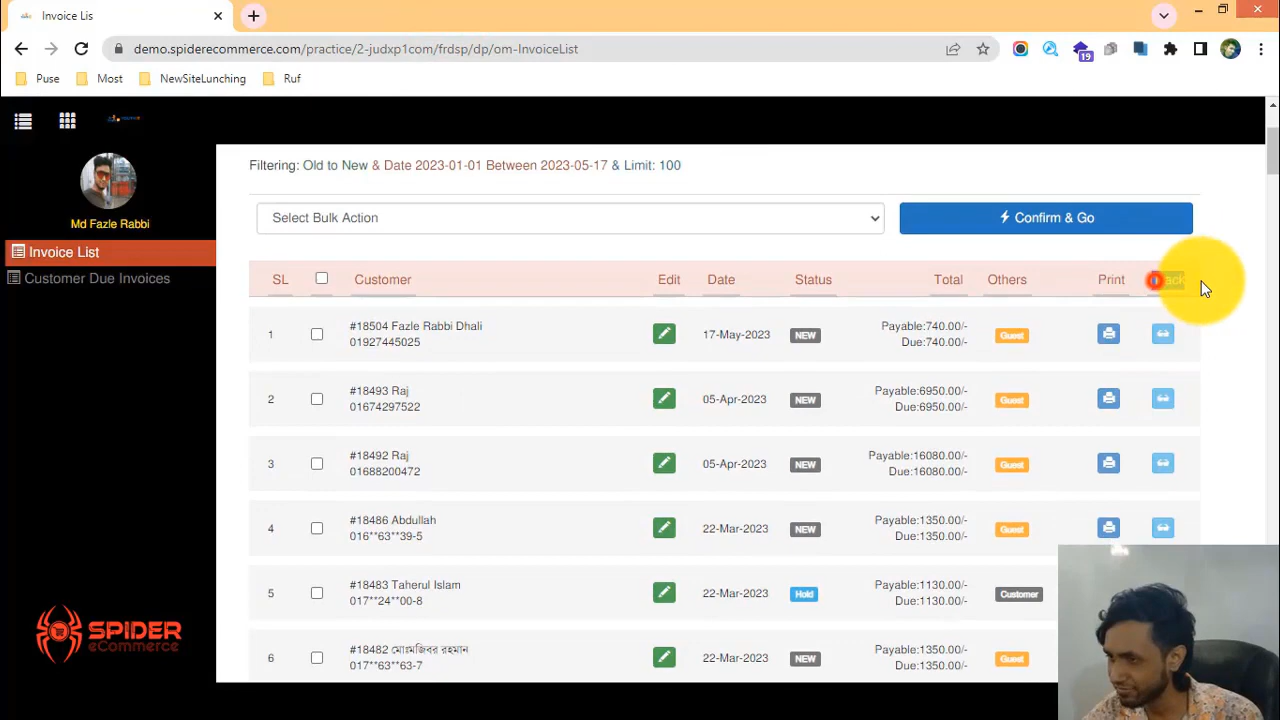 Invoice Lis
demo.spiderecommerce.com/practice/2-judxp1com/frdsp/dp/om-InvoiceList
19
Puse Most NewSiteLunching Ruf
Md Fazle Rabbi
Invoice List
Customer Due Invoices
SPIDER
eCommerce
Filtering: Old to New & Date 2023-01-01 Between 2023-05-17 & Limit: 100
Select Bulk Action Confirm & Go
SL Customer Edit Date Status Total Others Print
1 #18504 Fazle Rabbi Dhali 17-May-2023 NEW Payable:740.00/- Guest
01927445025 Due:740.00/-
2 #18493 Raj 05-Apr-2023 NEW Payable:6950.00/- Guest
01674297522 Due:6950.00/-
3 #18492 Raj 05-Apr-2023 NEW Payable:16080.00/- Guest
01688200472 Due:16080.00/-
4 #18486 Abdullah 22-Mar-2023 NEW Payable:1350.00/- Guest
016**63**39-5 Due:1350.00/-
5 #18483 Taherul Islam 22-Mar-2023 Hold Payable:1130.00/- Customer
017**24**00-8 Due:1130.00/-
6 #18482 মোঃমজিবর রহমান 22-Mar-2023 NEW Payable:1350.00/- Guest
017**63**63-7 Due:1350.00/-